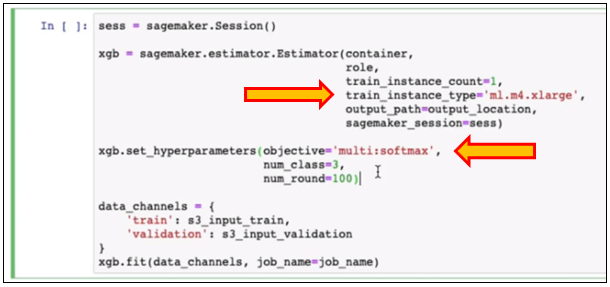 In [ ]: sess = sagemaker.Session()
xgb = sagemaker.estimator.Estimator(container,
role,
train_instance_count=1,
train_instance_type='ml.m4.xlarge',
output_path=output_location,
sagemaker_session=sess)
xgb.set_hyperparameters(objective='multi:softmax',
num_class=3,
num_round=100)
data_channels = {
'train': s3_input_train,
'validation': s3_input_validation
}
xgb.fit(data_channels, job_name=job_name)